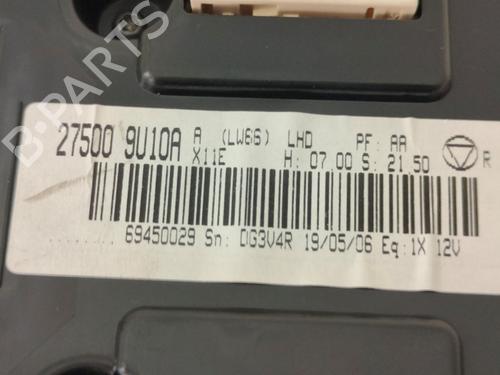 B-PARTS
27500 9U10A A (LW66) LHD PF: AA
X11E H: 07.00 S: 21.50 R
69450029 Sn: DG3V4R 19/05/06 Eq:1X 12V